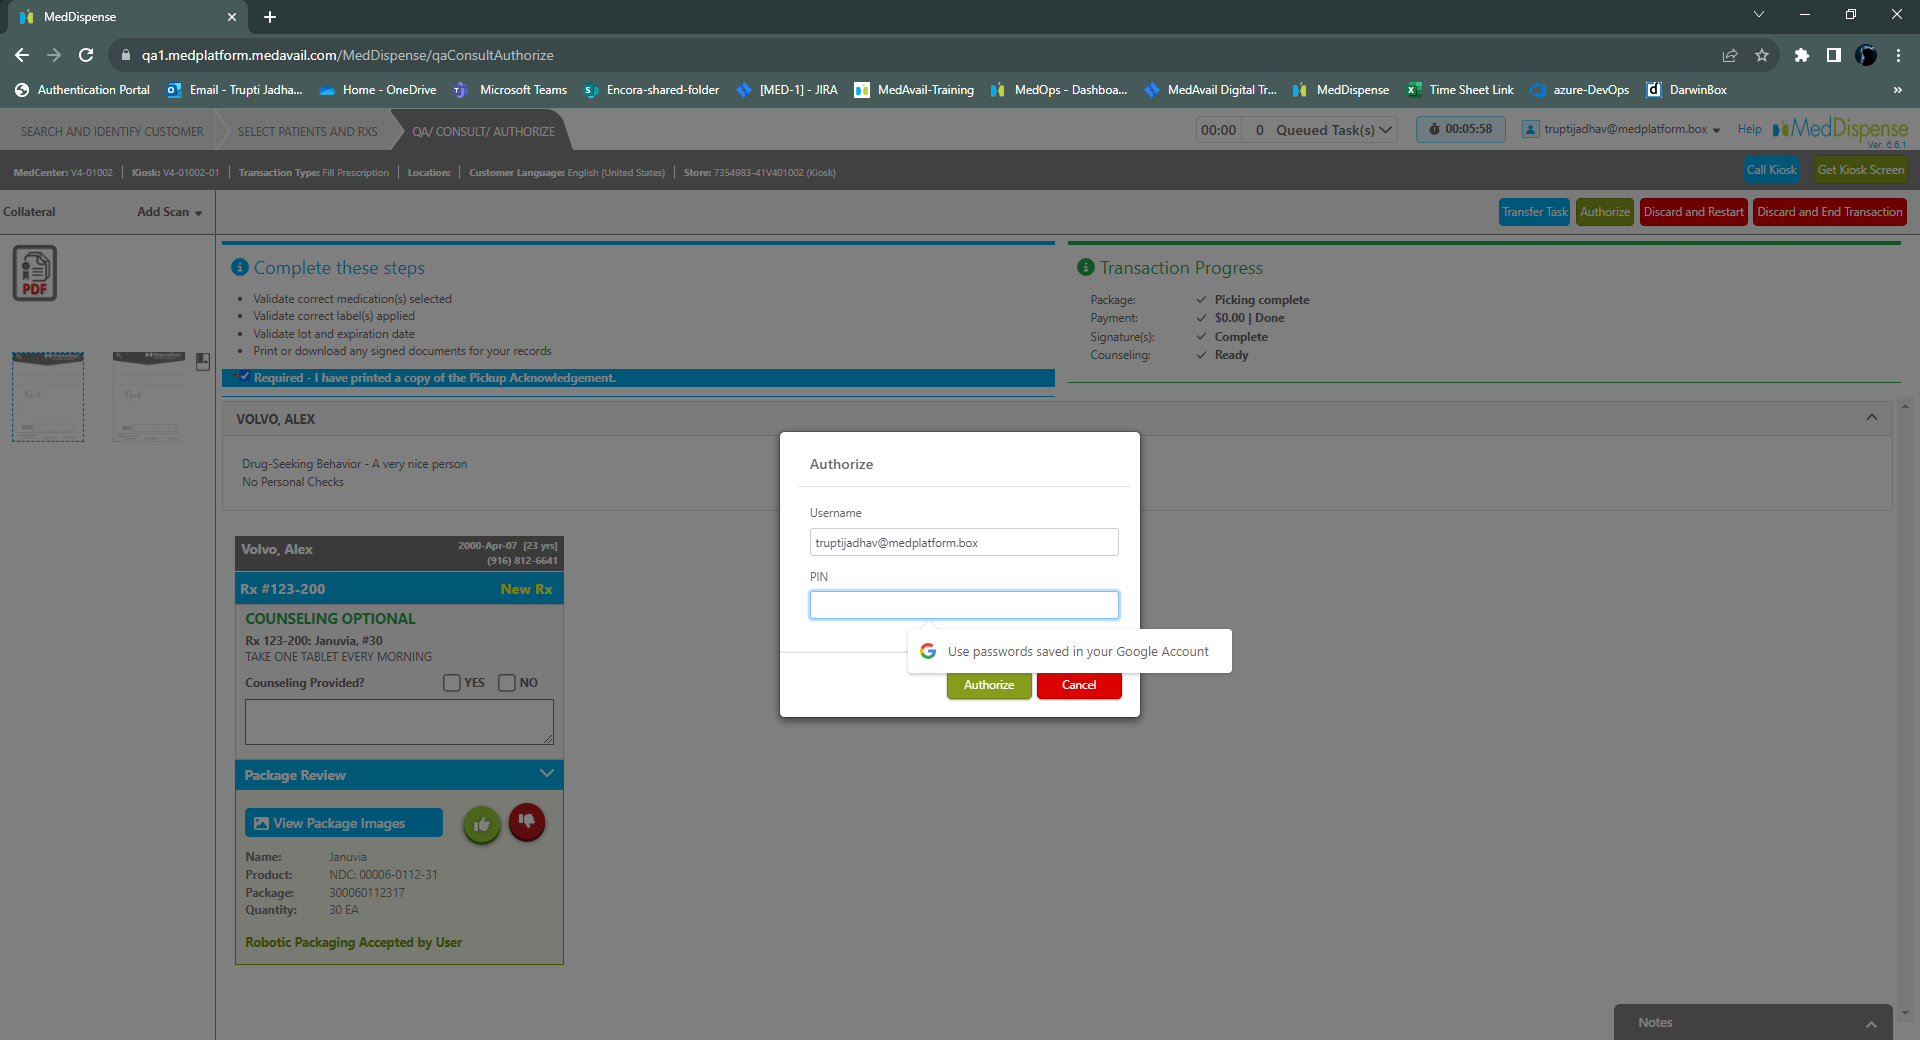 MedDispense
qa1.medplatform.medavail.com/MedDispense/qaConsultAuthorize
Authentication Portal
Email - Trupti Jadha...
Home - OneDrive
Microsoft Teams
Encora-shared-folder
[MED-1] - JIRA
MedAvail-Training
MedOps - Dashboa...
MedAvail Digital Tr...
MedDispense
Time Sheet Link
azure-DevOps
DarwinBox
SEARCH AND IDENTIFY CUSTOMER
SELECT PATIENTS AND RXS
QA/ CONSULT/ AUTHORIZE
00:00
0 Queued Task(s)
00:05:58
truptijadhav@medplatform.box
Help
MedDispense
Ver. 6.6.1
MedCenter: V4-01002
Kiosk: V4-01002-01
Transaction Type: Fill Prescription
Location:
Customer Language: English (United States)
Store: 7354983-41V401002 (Kiosk)
Call Kiosk
Get Kiosk Screen
Collateral
Add Scan
Transfer Task
Authorize
Discard and Restart
Discard and End Transaction
PDF
Complete these steps
Validate correct medication(s) selected
Validate correct label(s) applied
Validate lot and expiration date
Print or download any signed documents for your records
* Required - I have printed a copy of the Pickup Acknowledgement.
Transaction Progress
Package: Picking complete
Payment: $0.00 | Done
Signature(s): Complete
Counseling: Ready
VOLVO, ALEX
Drug-Seeking Behavior - A very nice person
No Personal Checks
Volvo, Alex
2000-Apr-07 [23 yrs]
(916) 812-6641
Rx #123-200
New Rx
COUNSELING OPTIONAL
Rx 123-200: Januvia, #30
TAKE ONE TABLET EVERY MORNING
Counseling Provided?
YES
NO
Package Review
View Package Images
Name: Januvia
Product: NDC: 00006-0112-31
Package: 300060112317
Quantity: 30 EA
Robotic Packaging Accepted by User
Authorize
Username
truptijadhav@medplatform.box
PIN
Use passwords saved in your Google Account
Authorize
Cancel
Notes